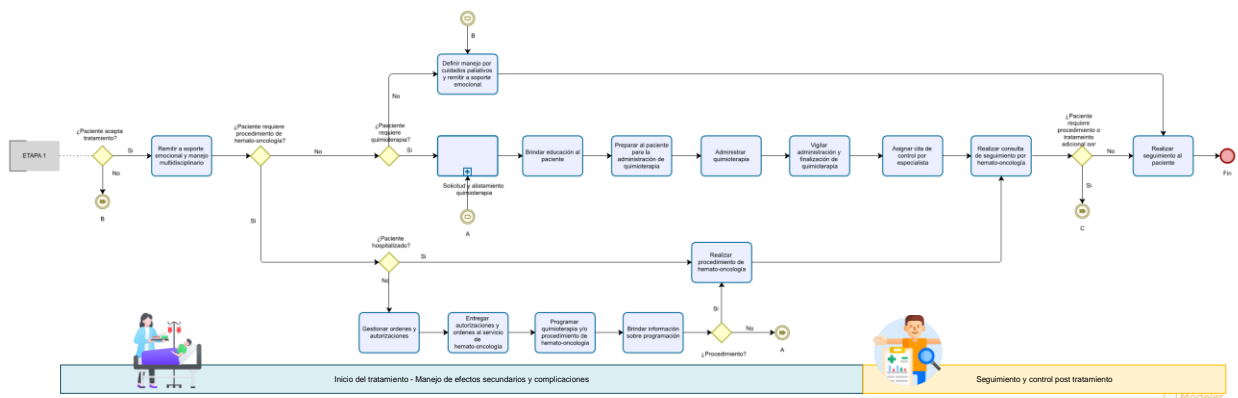 B
Definir manejo por
cuidados paliativos
y remitir a soporte
emocional
No
ETAPA 1
¿Paciente acepta
tratamiento?
Si
No
B
Remitir a soporte
emocional y manejo
multidisciplinario
¿Paciente requiere
procedimiento de
hemato-oncología?
No
Si
¿Paeciente
requiere
quimioterapia?
Si
Solicitud y alistamiento
quimioterapia
A
Brindar educación al
paciente
Preparar al paciente
para la
administración de
quimioterapia
Administrar
quimioterapia
Vigilar
administración y
finalización de
quimioterapia
Asignar cita de
control por
especialista
Realizar consulta
de seguimiento por
hemato-oncología
¿Paciente
requiere
procedimiento o
tratameinto
adicional por
No
Si
C
Realizar
seguimiento al
paciente
Fin
¿Paciente
hospitalizado?
Si
No
Realizar
procedimiento de
hemato-oncología
Gestionar ordenes y
autorizaciones
Entregar
autorizaciones y
ordenes al servicio
de
hemato-oncología
Programar
quimioterapia y/o
procedimiento de
hemato-oncología
Brindar información
sobre programación
Si
No
¿Procedimiento?
A
Inicio del tratamiento - Manejo de efectos secundarios y complicaciones
Seguimiento y control post tratamiento